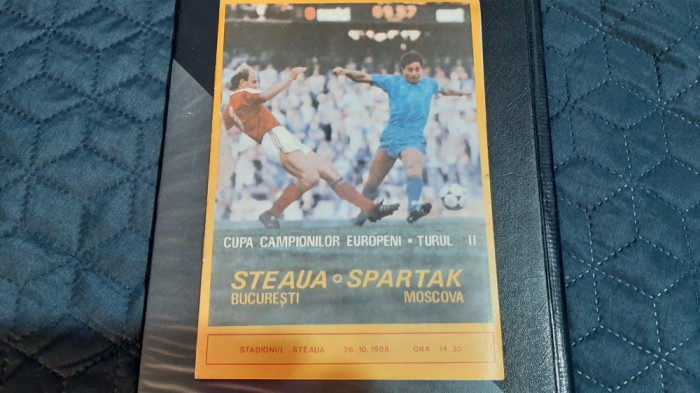 CUPA CAMPIONILOR EUROPENI • TURUL II
STEAUA ○ SPARTAK
BUCUREŞTI MOSCOVA
STADIONUL STEAUA 26.10.1988 ORA 14.30